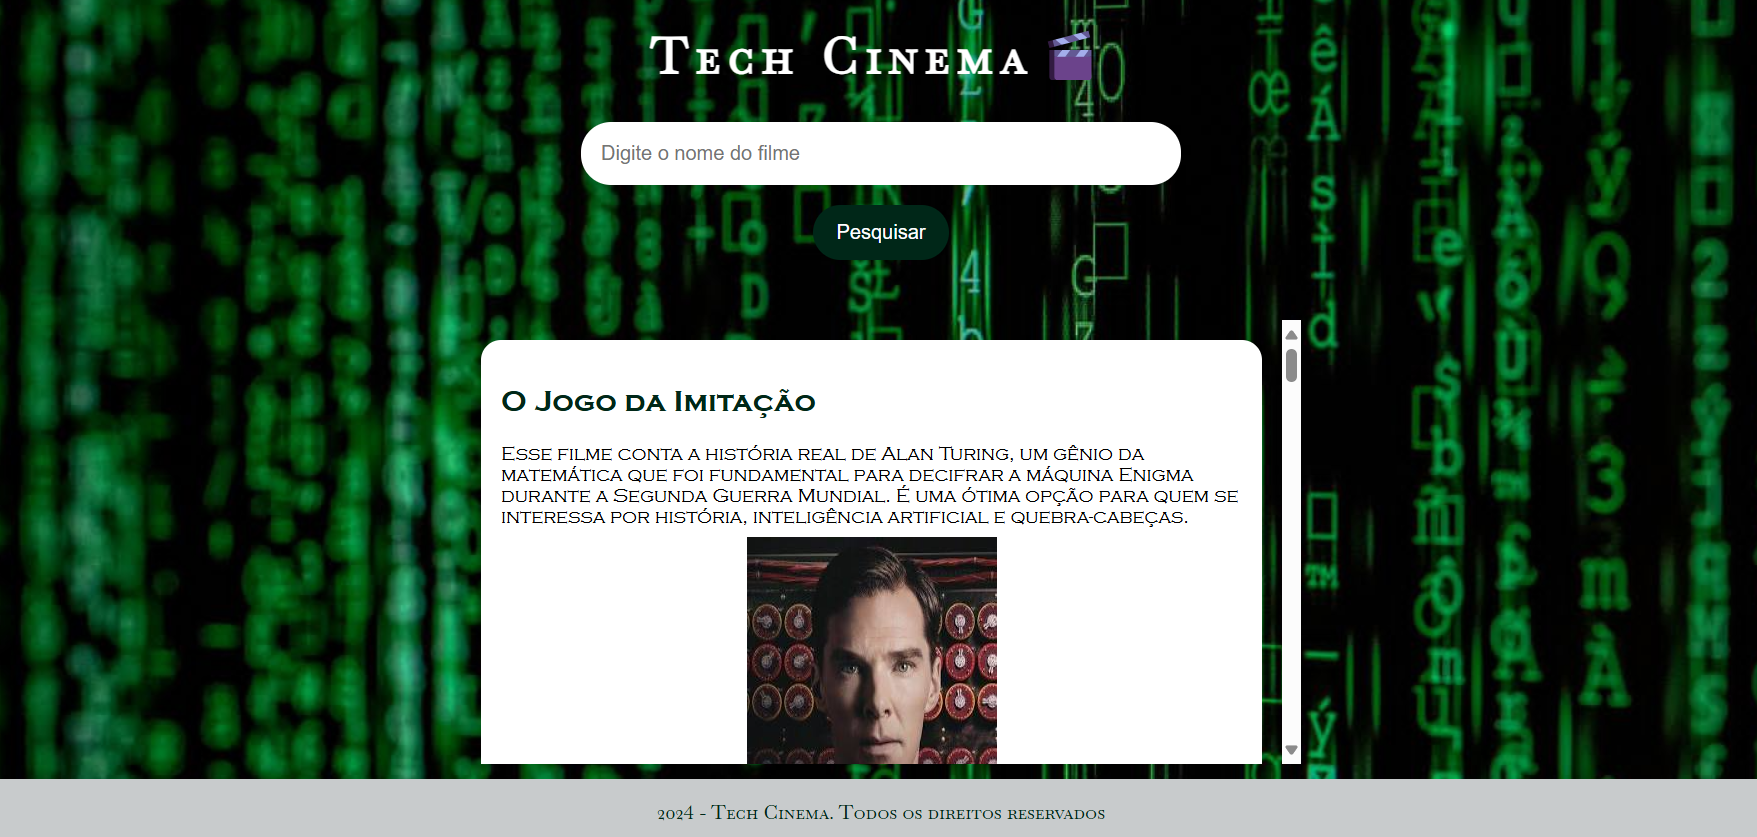 Tech Cinema
Digite o nome do filme
Pesquisar
O Jogo da Imitação
Esse filme conta a história real de Alan Turing, um gênio da
matemática que foi fundamental para decifrar a máquina Enigma
durante a Segunda Guerra Mundial. É uma ótima opção para quem se
interessa por história, inteligência artificial e quebra-cabeças.
2024 - Tech Cinema. Todos os direitos reservados